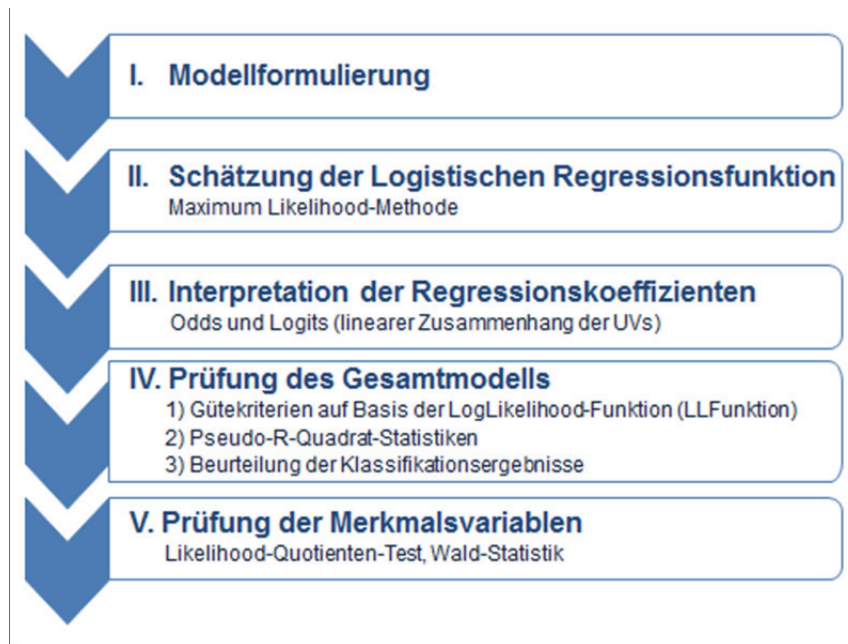 I. Modellformulierung
II. Schätzung der Logistischen Regressionsfunktion
Maximum Likelihood-Methode
III. Interpretation der Regressionskoeffizienten
Odds und Logits (linearer Zusammenhang der UVs)
IV. Prüfung des Gesamtmodells
1) Gütekriterien auf Basis der LogLikelihood-Funktion (LLFunktion)
2) Pseudo-R-Quadrat-Statistiken
3) Beurteilung der Klassifikationsergebnisse
V. Prüfung der Merkmalsvariablen
Likelihood-Quotienten-Test, Wald-Statistik